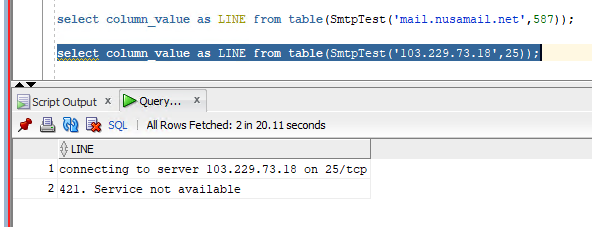 select column_value as LINE from table(SmtpTest('mail.nusamail.net',587));
select column_value as LINE from table(SmtpTest('103.229.73.18',25));
Script Output x
Query... x
SQL | All Rows Fetched: 2 in 20.11 seconds
LINE
1 connecting to server 103.229.73.18 on 25/tcp
2 421. Service not available